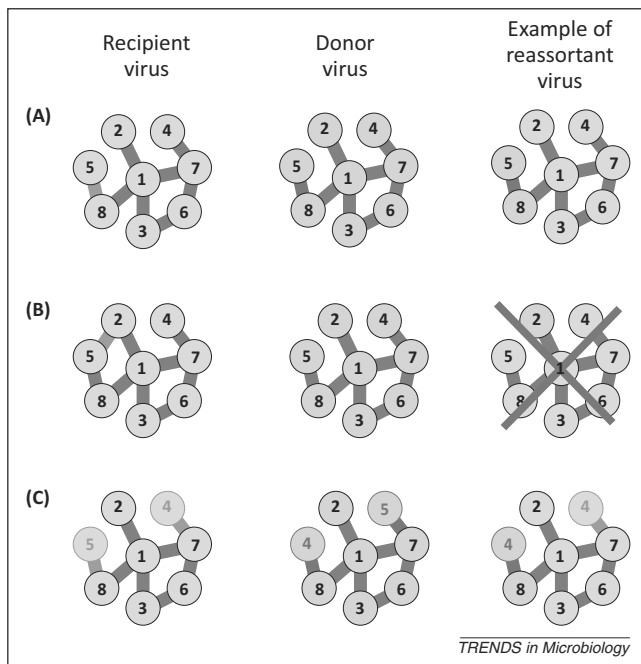 Recipient
virus
Donor
virus
Example of
reassortant
virus
(A)
2 4 2 4 2 4
5 1 7 5 1 7 5 1 7
8 3 6 8 3 6 8 3 6
(B)
2 4 2 4 2 4
5 1 7 5 1 7 5 1 7
8 3 6 8 3 6 8 3 6
(C)
2 4 2 5 2 4
5 1 7 4 1 7 4 1 7
8 3 6 8 3 6 8 3 6
TRENDS in Microbiology